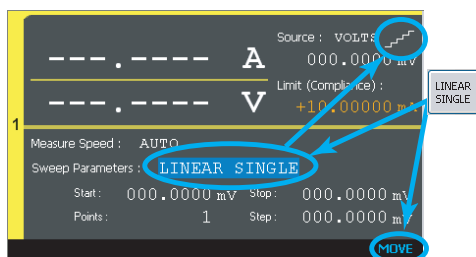 Source : VOLTS
---.---- A 000.0000 mV
Limit (Compliance) :
---.---- V +10.00000 mA
LINEAR
SINGLE
1
Measure Speed : AUTO
Sweep Parameters : LINEAR SINGLE
Start : 000.0000 mV Stop : 000.0000 mV
Points : 1 Step : 000.0000 mV
MOVE